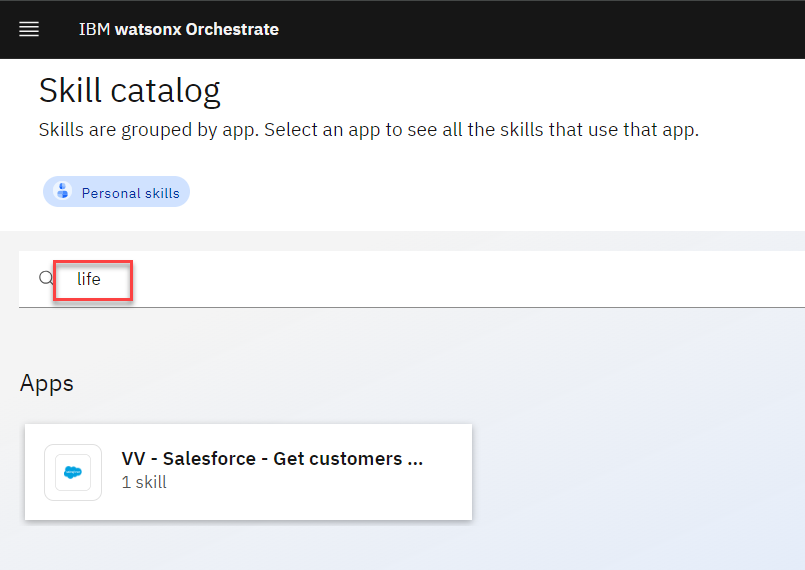 IBM watsonx Orchestrate
Skill catalog
Skills are grouped by app. Select an app to see all the skills that use that app.
Personal skills
life
Apps
VV - Salesforce - Get customers ...
1 skill